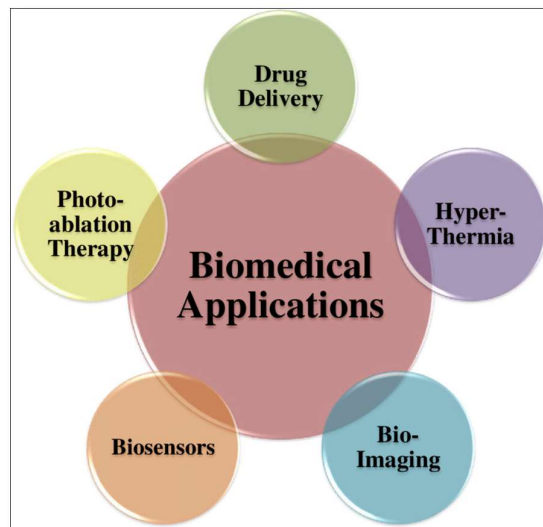 Drug
Delivery
Photo-
ablation
Therapy
Hyper-
Thermia
Biomedical
Applications
Biosensors
Bio-
Imaging